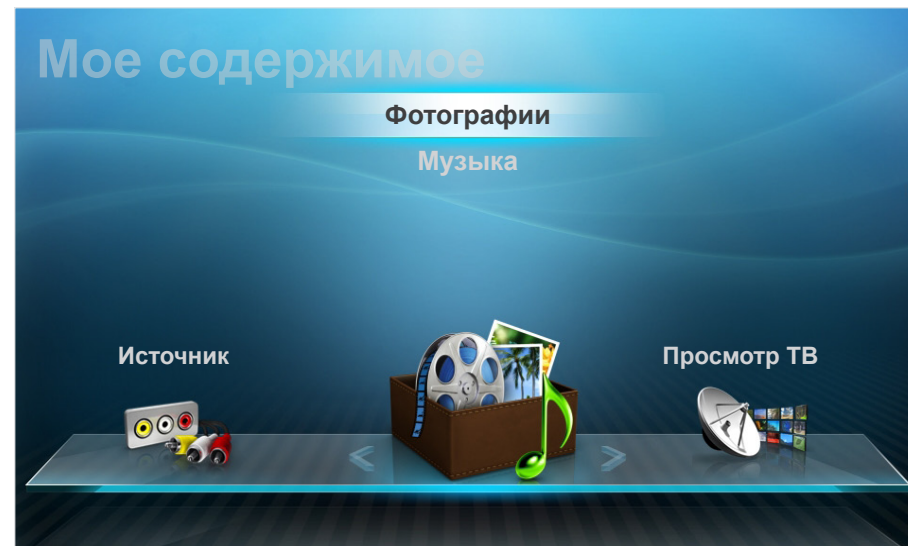 Мое содержимое
Фотографии
Музыка
Источник
Просмотр ТВ